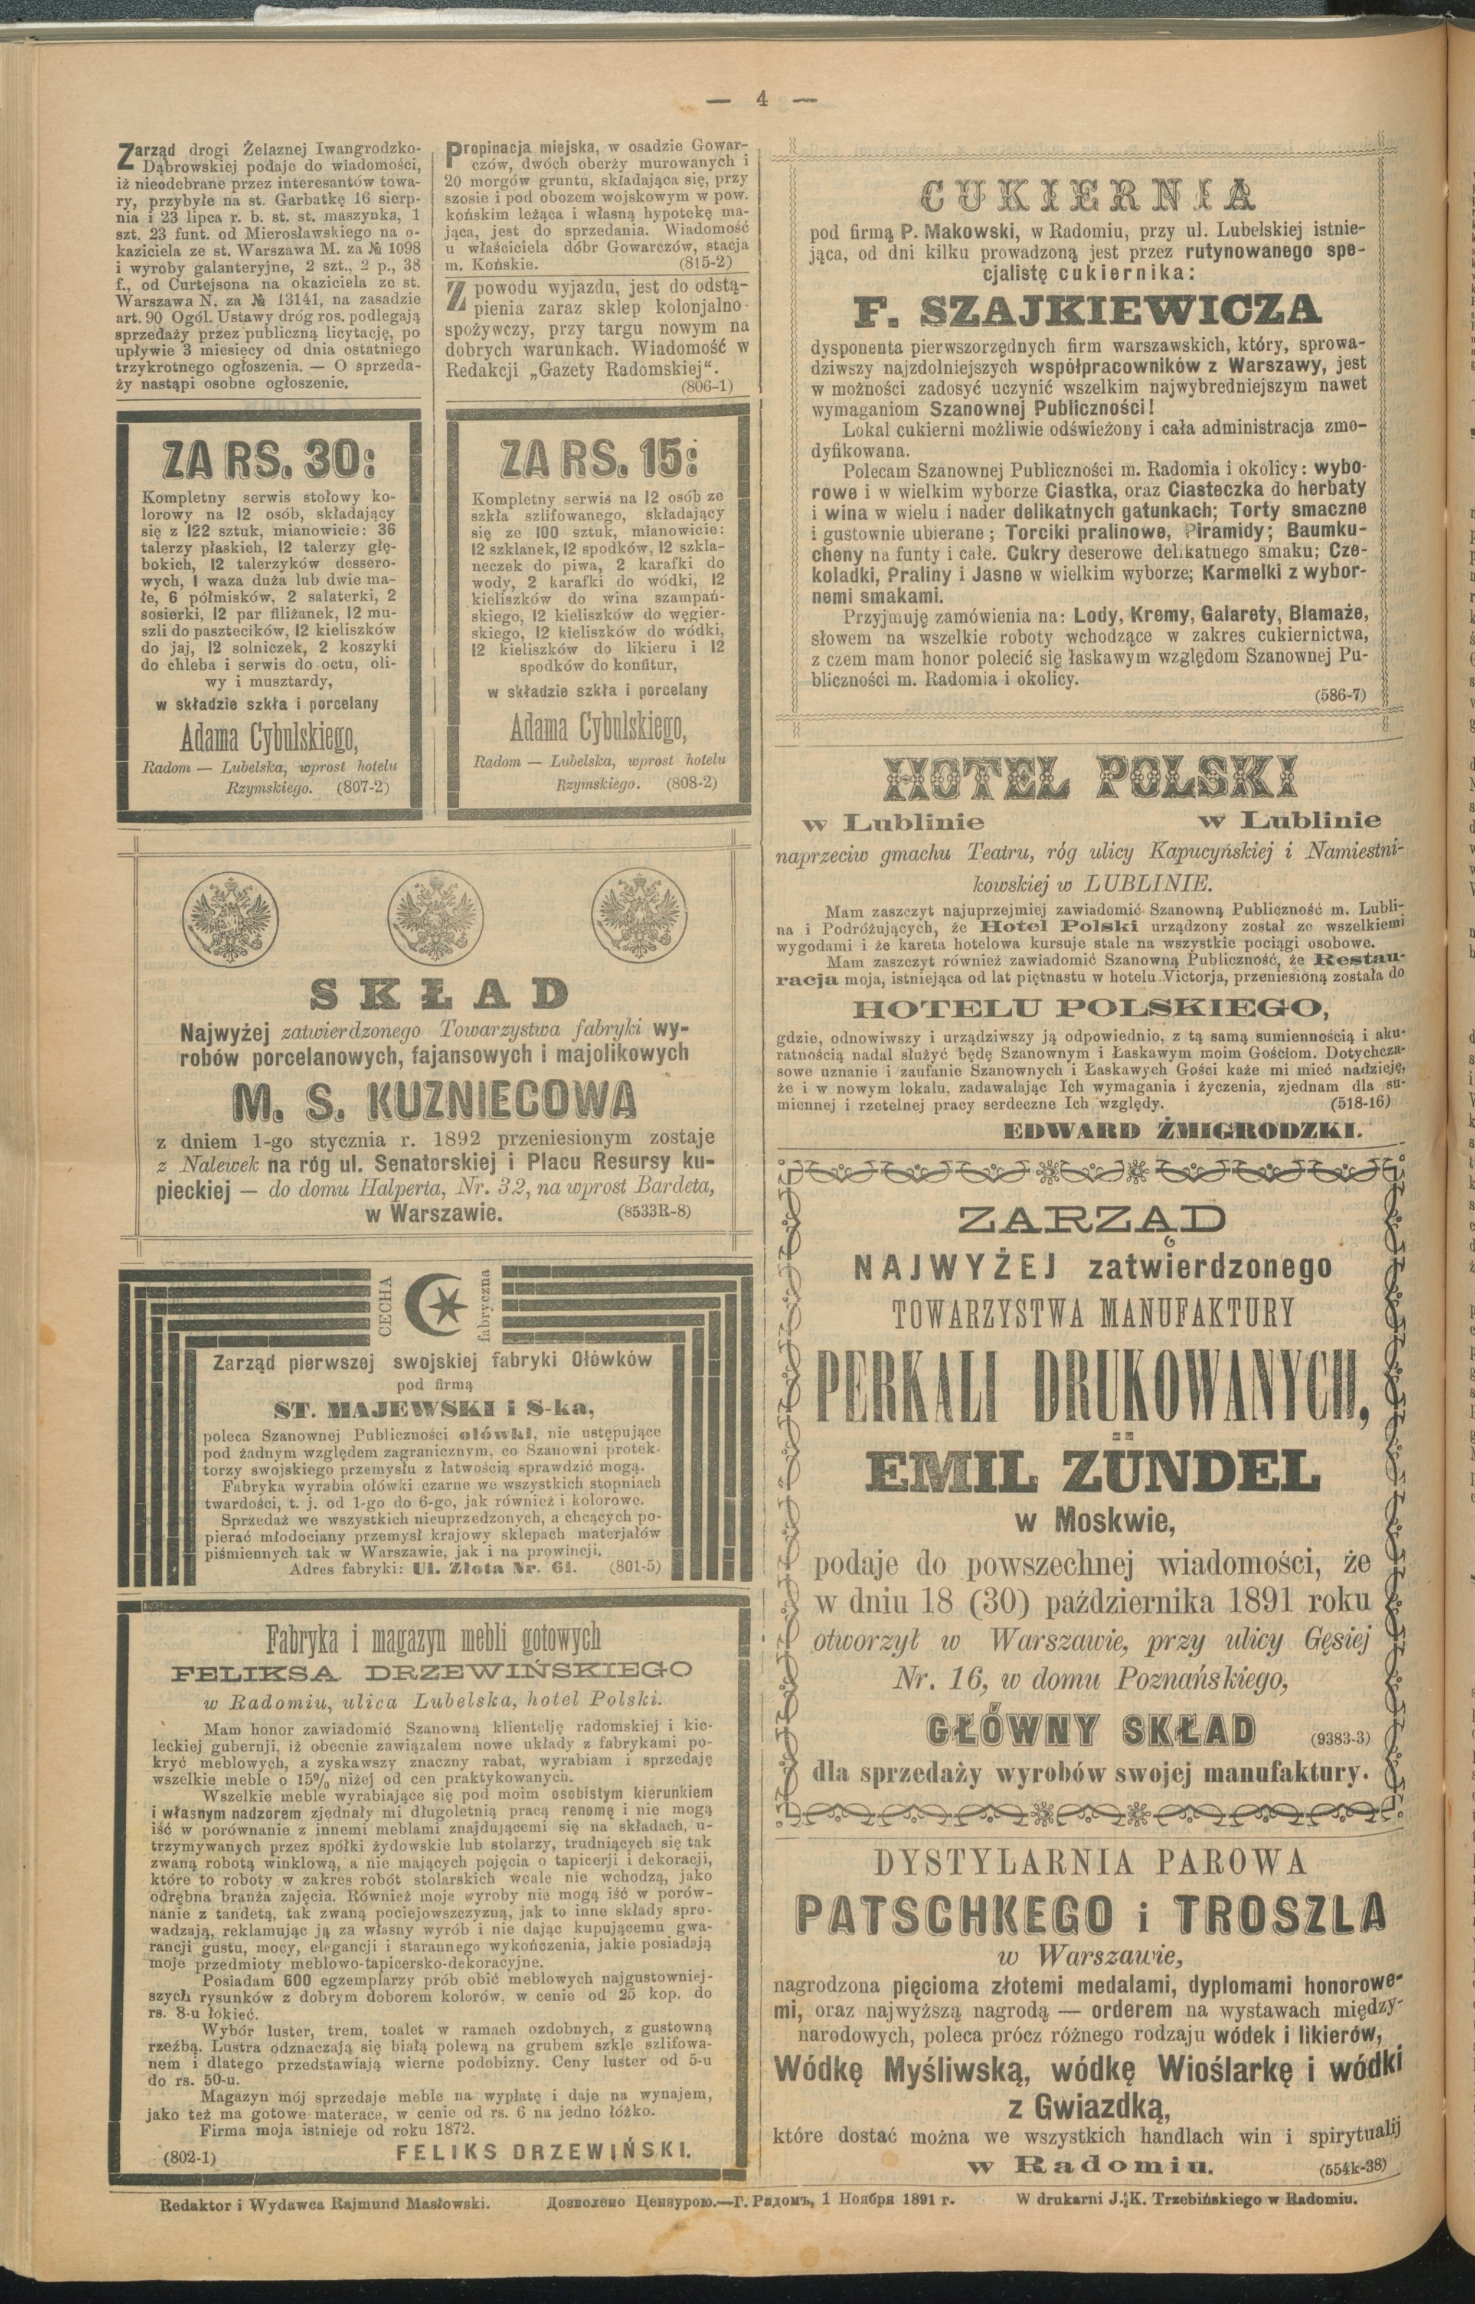 — 4 —
Zarząd drogi Żelaznej Iwangrodzko-
Dąbrowskiej podaje do wiadomości,
iż nieodebrane przez interesantów towa-
ry, przybyłe na st. Garbatkę 16 sierp-
nia i 23 lipca r. b. st. st. maszynka, 1
szt. 23 funt. od Mierosławskiego na o-
kaziciela ze st. Warszawa M. za № 1098
i wyroby galanteryjne, 2 szt., 2 p., 38
f., od Curtejsona na okaziciela ze st.
Warszawa N. za № 13141, na zasadzie
art. 90 Ogól. Ustawy dróg ros. podlegają
sprzedaży przez publiczną licytację, po
upływie 3 miesięcy od dnia ostatniego
trzykrotnego ogłoszenia. — O sprzeda-
ży nastąpi osobne ogłoszenie.
Propinacja miejska, w osadzie Gowar-
czów, dwóch oberży murowanych i
20 morgów gruntu, składająca się, przy
szosie i pod obozem wojskowym w pow.
końskim leżąca i własną hypotekę ma-
jąca, jest do sprzedania. Wiadomość
u właściciela dóbr Gowarczów, stacja
m. Końskie. (815-2)
Z powodu wyjazdu, jest do odstą-
pienia zaraz sklep kolonjalno-
spożywczy, przy targu nowym na
dobrych warunkach. Wiadomość w
Redakcji „Gazety Radomskiej“.
(806-1)
ZA RS. 30:
Kompletny serwis stołowy ko-
lorowy na 12 osób, składający
się z 122 sztuk, mianowicie: 36
talerzy płaskich, 12 talerzy głę-
bokich, 12 talerzyków dessero-
wych, 1 waza duża lub dwie ma-
łe, 6 półmisków, 2 salaterki, 2
sosierki, 12 par filiżanek, 12 mu-
szli do pasztecików, 12 kieliszków
do jaj, 12 solniczek, 2 koszyki
do chleba i serwis do octu, oli-
wy i musztardy,
w składzie szkła i porcelany
Adama Cybulskiego,
Radom — Lubelska, wprost hotelu
Rzymskiego. (807-2)
ZA RS. 15:
Kompletny serwis na 12 osób ze
szkła szlifowanego, składający
się ze 100 sztuk, mianowicie:
12 szklanek, 12 spodków, 12 szkla-
neczek do piwa, 2 karafki do
wody, 2 karafki do wódki, 12
kieliszków do wina szampań-
skiego, 12 kieliszków do węgier-
skiego, 12 kieliszków do wódki,
12 kieliszków do likieru i 12
spodków do konfitur,
w składzie szkła i porcelany
Adama Cybulskiego,
Radom — Lubelska, wprost hotelu
Rzymskiego. (808-2)
SKŁAD
Najwyżej zatwierdzonego Towarzystwa fabryki wy-
robów porcelanowych, fajansowych i majolikowych
M. S. KUZNIECOWA
z dniem 1-go stycznia r. 1892 przeniesionym zostaje
z Nalewek na róg ul. Senatorskiej i Placu Resursy ku-
pieckiej — do domu Halperta, Nr. 32, na wprost Bardeta,
w Warszawie. (8533R-8)
CECHA fabryczna
Zarząd pierwszej swojskiej fabryki Ołówków
pod firmą
ST. MAJEWSKI i S-ka,
poleca Szanownej Publiczności ołówki, nie ustępujące
pod żadnym względem zagranicznym, co Szanowni protek-
torzy swojskiego przemysłu z łatwością sprawdzić mogą.
Fabryka wyrabia ołówki czarne we wszystkich stopniach
twardości, t. j. od 1-go do 6-go, jak również i kolorowe.
Sprzedaż we wszystkich nieuprzedzonych, a chcących po-
pierać młodociany przemysł krajowy sklepach materjałów
piśmiennych tak w Warszawie, jak i na prowincji.
Adres fabryki: Ul. Złota Nr. 61. (801-5)
Fabryka i magazyn mebli gotowych
FELIKSA DRZEWIŃSKIEGO
w Radomiu, ulica Lubelska, hotel Polski.
Mam honor zawiadomić Szanowną klientelję radomskiej i kie-
leckiej gubernji, iż obecnie zawiązałem nowe układy z fabrykami po-
kryć meblowych, a zyskawszy znaczny rabat, wyrabiam i sprzedaję
wszelkie meble o 15% niżej od cen praktykowanych.
Wszelkie meble wyrabiające się pod moim osobistym kierunkiem
i własnym nadzorem zjednały mi długoletnią pracą renomę i nie mogą
iść w porównanie z innemi meblami znajdującemi się na składach, u-
trzymywanych przez spółki żydowskie lub stolarzy, trudniących się tak
zwaną robotą winklową, a nie mających pojęcia o tapicerji i dekoracji,
które to roboty w zakres robót stolarskich wcale nie wchodzą, jako
odrębna branża zajęcia. Również moje wyroby nie mogą iść w porów-
nanie z tandetą, tak zwaną pociejowszczyzną, jak to inne składy spro-
wadzają, reklamując ją za własny wyrób i nie dając kupującemu gwa-
rancji gustu, mocy, elegancji i starannego wykończenia, jakie posiadają
moje przedmioty meblowo-tapicersko-dekoracyjne.
Posiadam 600 egzemplarzy prób obić meblowych najgustowniej-
szych rysunków z dobrym doborem kolorów, w cenie od 25 kop. do
rs. 8-u łokieć.
Wybór luster, trem, toalet w ramach ozdobnych, z gustowną
rzeźbą. Lustra odznaczają się białą polewą na grubem szkle szlifowa-
nem i dlatego przedstawiają wierne podobizny. Ceny luster od 5-u
do rs. 50-u.
Magazyn mój sprzedaje meble na wypłatę i daje na wynajem,
jako też ma gotowe materace, w cenie od rs. 6 na jedno łóżko.
Firma moja istnieje od roku 1872.
(802-1) FELIKS DRZEWIŃSKI.
CUKIERNIA
pod firmą P. Makowski, w Radomiu, przy ul. Lubelskiej istnie-
jąca, od dni kilku prowadzoną jest przez rutynowanego spe-
cjalistę cukiernika:
F. SZAJKIEWICZA
dysponenta pierwszorzędnych firm warszawskich, który, sprowa-
dziwszy najzdolniejszych współpracowników z Warszawy, jest
w możności zadosyć uczynić wszelkim najwybredniejszym nawet
wymaganiom Szanownej Publiczności!
Lokal cukierni możliwie odświeżony i cała administracja zmo-
dyfikowana.
Polecam Szanownej Publiczności m. Radomia i okolicy: wybo-
rowe i w wielkim wyborze Ciastka, oraz Ciasteczka do herbaty
i wina w wielu i nader delikatnych gatunkach; Torty smaczne
i gustownie ubierane; Torciki pralinowe, Piramidy; Baumku-
cheny na funty i całe. Cukry deserowe delikatnego smaku; Cze-
koladki, Praliny i Jasne w wielkim wyborze; Karmelki z wybor-
nemi smakami.
Przyjmuję zamówienia na: Lody, Kremy, Galarety, Blamaże,
słowem na wszelkie roboty wchodzące w zakres cukiernictwa,
z czem mam honor polecić się łaskawym względom Szanownej Pu-
bliczności m. Radomia i okolicy.
(586-7)
HOTEL POLSKI
w Lublinie w Lublinie
naprzeciw gmachu Teatru, róg ulicy Kapucyńskiej i Namiestni-
kowskiej w LUBLINIE.
Mam zaszczyt najuprzejmiej zawiadomić Szanowną Publiczność m. Lubli-
na i Podróżujących, że Hotel Polski urządzony został ze wszelkiemi
wygodami i że kareta hotelowa kursuje stale na wszystkie pociągi osobowe.
Mam zaszczyt również zawiadomić Szanowną Publiczność, że Restau-
racja moja, istniejąca od lat piętnastu w hotelu Victorja, przeniesioną została do
HOTELU POLSKIEGO,
gdzie, odnowiwszy i urządziwszy ją odpowiednio, z tą samą sumiennością i aku-
ratnością nadal służyć będę Szanownym i Łaskawym moim Gościom. Dotychcza-
sowe uznanie i zaufanie Szanownych i Łaskawych Gości każe mi mieć nadzieję,
że i w nowym lokalu, zadawalając Ich wymagania i życzenia, zjednam dla su-
miennej i rzetelnej pracy serdeczne Ich względy. (518-16)
EDWARD ŻMIGRODZKI.
ZARZĄD
NAJWYŻEJ zatwierdzonego
TOWARZYSTWA MANUFAKTURY
PERKALI DRUKOWANYCH,
EMIL ZÜNDEL
w Moskwie,
podaje do powszechnej wiadomości, że
w dniu 18 (30) października 1891 roku
otworzył w Warszawie, przy ulicy Gęsiej
Nr. 16, w domu Poznańskiego,
GŁÓWNY SKŁAD (9383-3)
dla sprzedaży wyrobów swojej manufaktury.
DYSTYLARNIA PAROWA
PATSCHKEGO i TROSZLA
w Warszawie,
nagrodzona pięcioma złotemi medalami, dyplomami honorowe-
mi, oraz najwyższą nagrodą — orderem na wystawach między-
narodowych, poleca prócz różnego rodzaju wódek i likierów,
Wódkę Myśliwską, wódkę Wioślarkę i wódki
z Gwiazdką,
które dostać można we wszystkich handlach win i spirytualij
w Radomiu. (554k-38)
Redaktor i Wydawca Rajmund Masłowski. Дозволено Цензурою.—Г. Радомъ, 1 Ноября 1891 г. W drukarni J. K. Trzebińskiego w Radomiu.